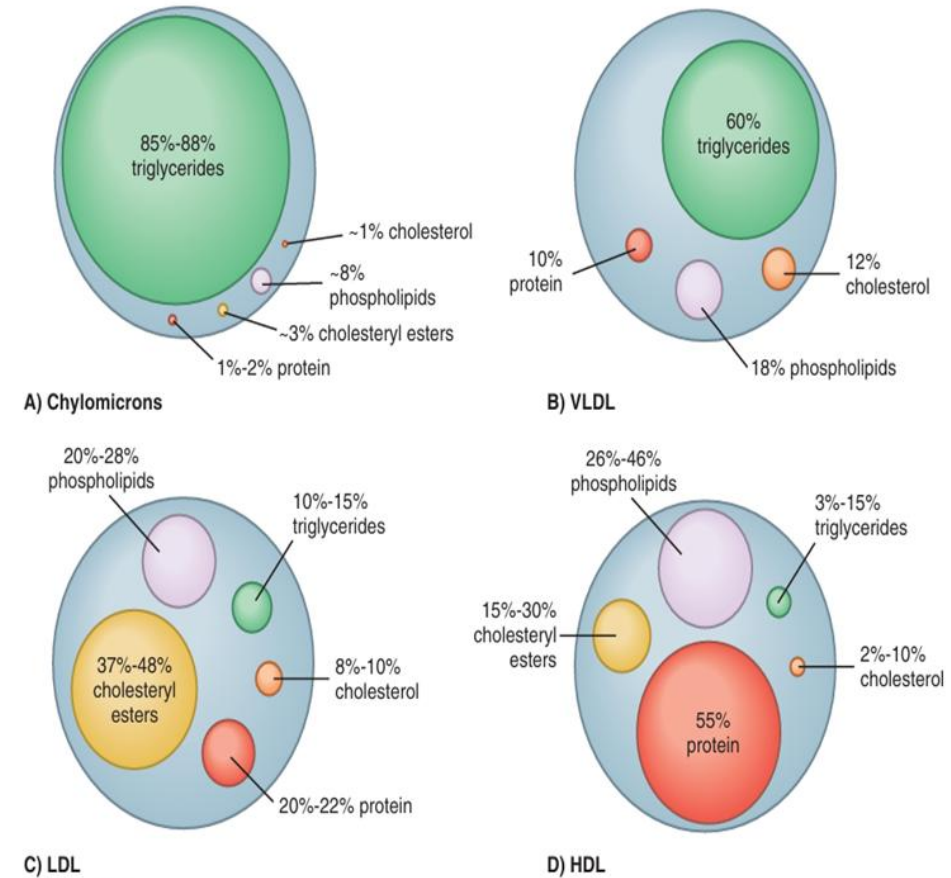 85%-88%
triglycerides
~1% cholesterol
~8%
phospholipids
~3% cholesteryl esters
1%-2% protein
A) Chylomicrons
60%
triglycerides
10%
protein
12%
cholesterol
18% phospholipids
B) VLDL
20%-28%
phospholipids
10%-15%
triglycerides
37%-48%
cholesteryl
esters
8%-10%
cholesterol
20%-22% protein
C) LDL
26%-46%
phospholipids
3%-15%
triglycerides
15%-30%
cholesteryl
esters
2%-10%
cholesterol
55%
protein
D) HDL